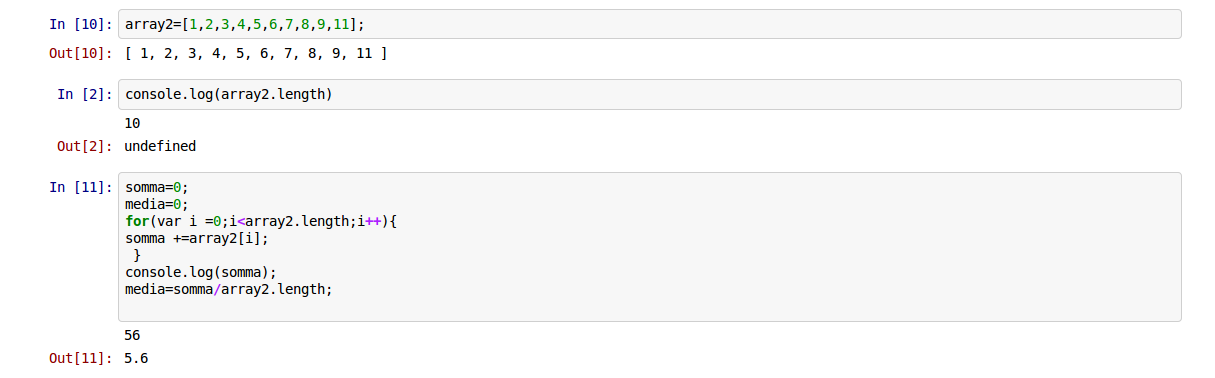 In [10]: array2=[1,2,3,4,5,6,7,8,9,11];
Out[10]: [ 1, 2, 3, 4, 5, 6, 7, 8, 9, 11 ]
In [2]: console.log(array2.length)
10
Out[2]: undefined
In [11]: somma=0;
media=0;
for(var i =0;i<array2.length;i++){
somma +=array2[i];
 }
console.log(somma);
media=somma/array2.length;
56
Out[11]: 5.6